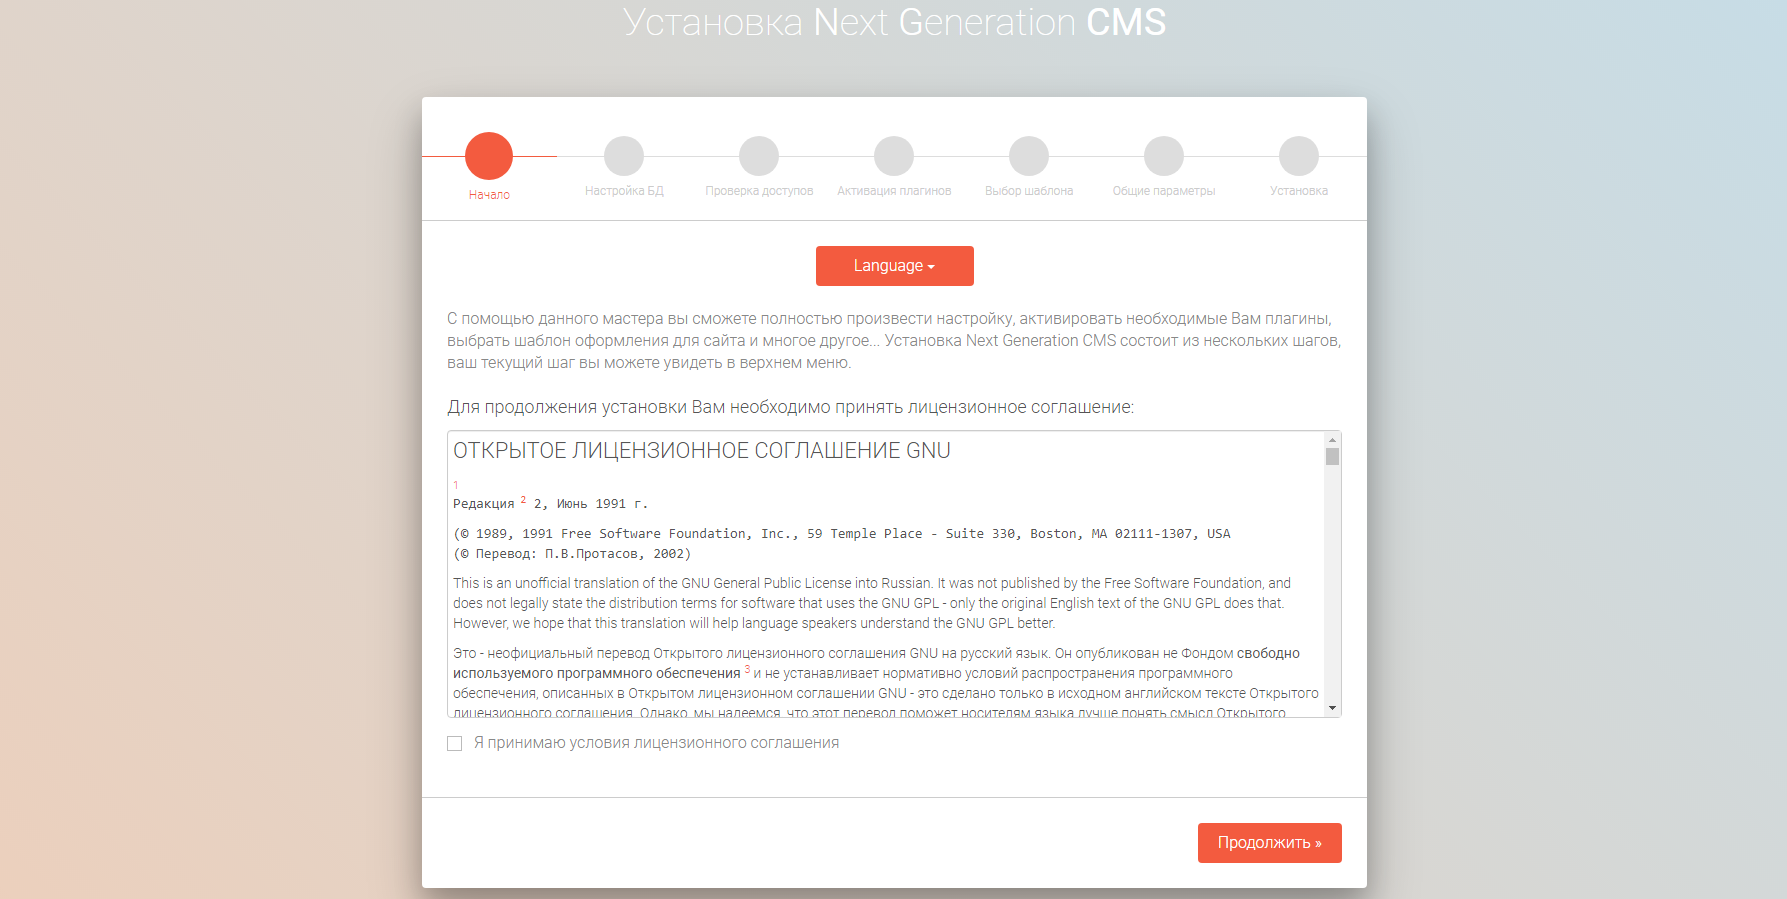 Установка Next Generation CMS
Начало
Настройка БД
Проверка доступов
Активация плагинов
Выбор шаблона
Общие параметры
Установка
Language
С помощью данного мастера вы сможете полностью произвести настройку, активировать необходимые Вам плагины,
выбрать шаблон оформления для сайта и многое другое... Установка Next Generation CMS состоит из нескольких шагов,
ваш текущий шаг вы можете увидеть в верхнем меню.
Для продолжения установки Вам необходимо принять лицензионное соглашение:
ОТКРЫТОЕ ЛИЦЕНЗИОННОЕ СОГЛАШЕНИЕ GNU
1
Редакция 2 2, Июнь 1991 г.
(© 1989, 1991 Free Software Foundation, Inc., 59 Temple Place - Suite 330, Boston, MA 02111-1307, USA
(© Перевод: П.В.Протасов, 2002)
This is an unofficial translation of the GNU General Public License into Russian. It was not published by the Free Software Foundation, and
does not legally state the distribution terms for software that uses the GNU GPL - only the original English text of the GNU GPL does that.
However, we hope that this translation will help language speakers understand the GNU GPL better.
Это - неофициальный перевод Открытого лицензионного соглашения GNU на русский язык. Он опубликован не Фондом свободно
используемого программного обеспечения 3 и не устанавливает нормативно условий распространения программного
обеспечения, описанных в Открытом лицензионном соглашении GNU - это сделано только в исходном английском тексте Открытого
лицензионного соглашения. Однако, мы надеемся, что этот перевод поможет носителям языка лучше понять смысл Открытого
Я принимаю условия лицензионного соглашения
Продолжить »